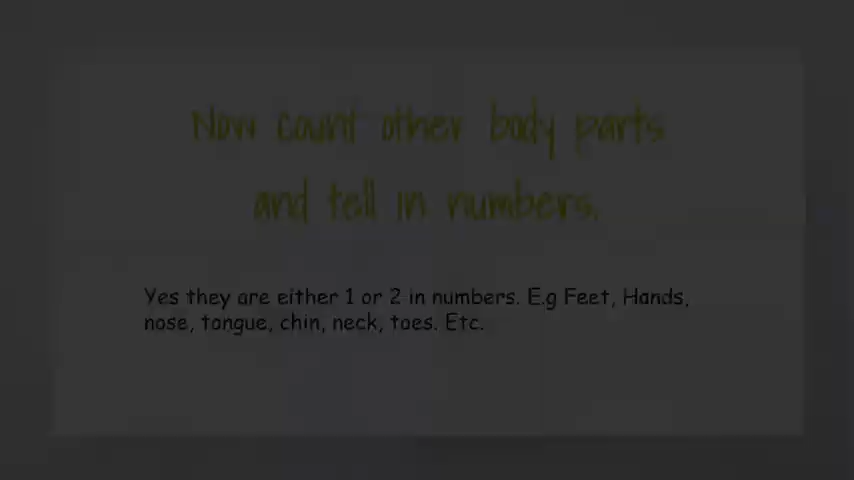 Now count other body parts
and tell in numbers.
Yes they are either 1 or 2 in numbers. E.g Feet, Hands,
nose, tongue, chin, neck, toes. Etc.